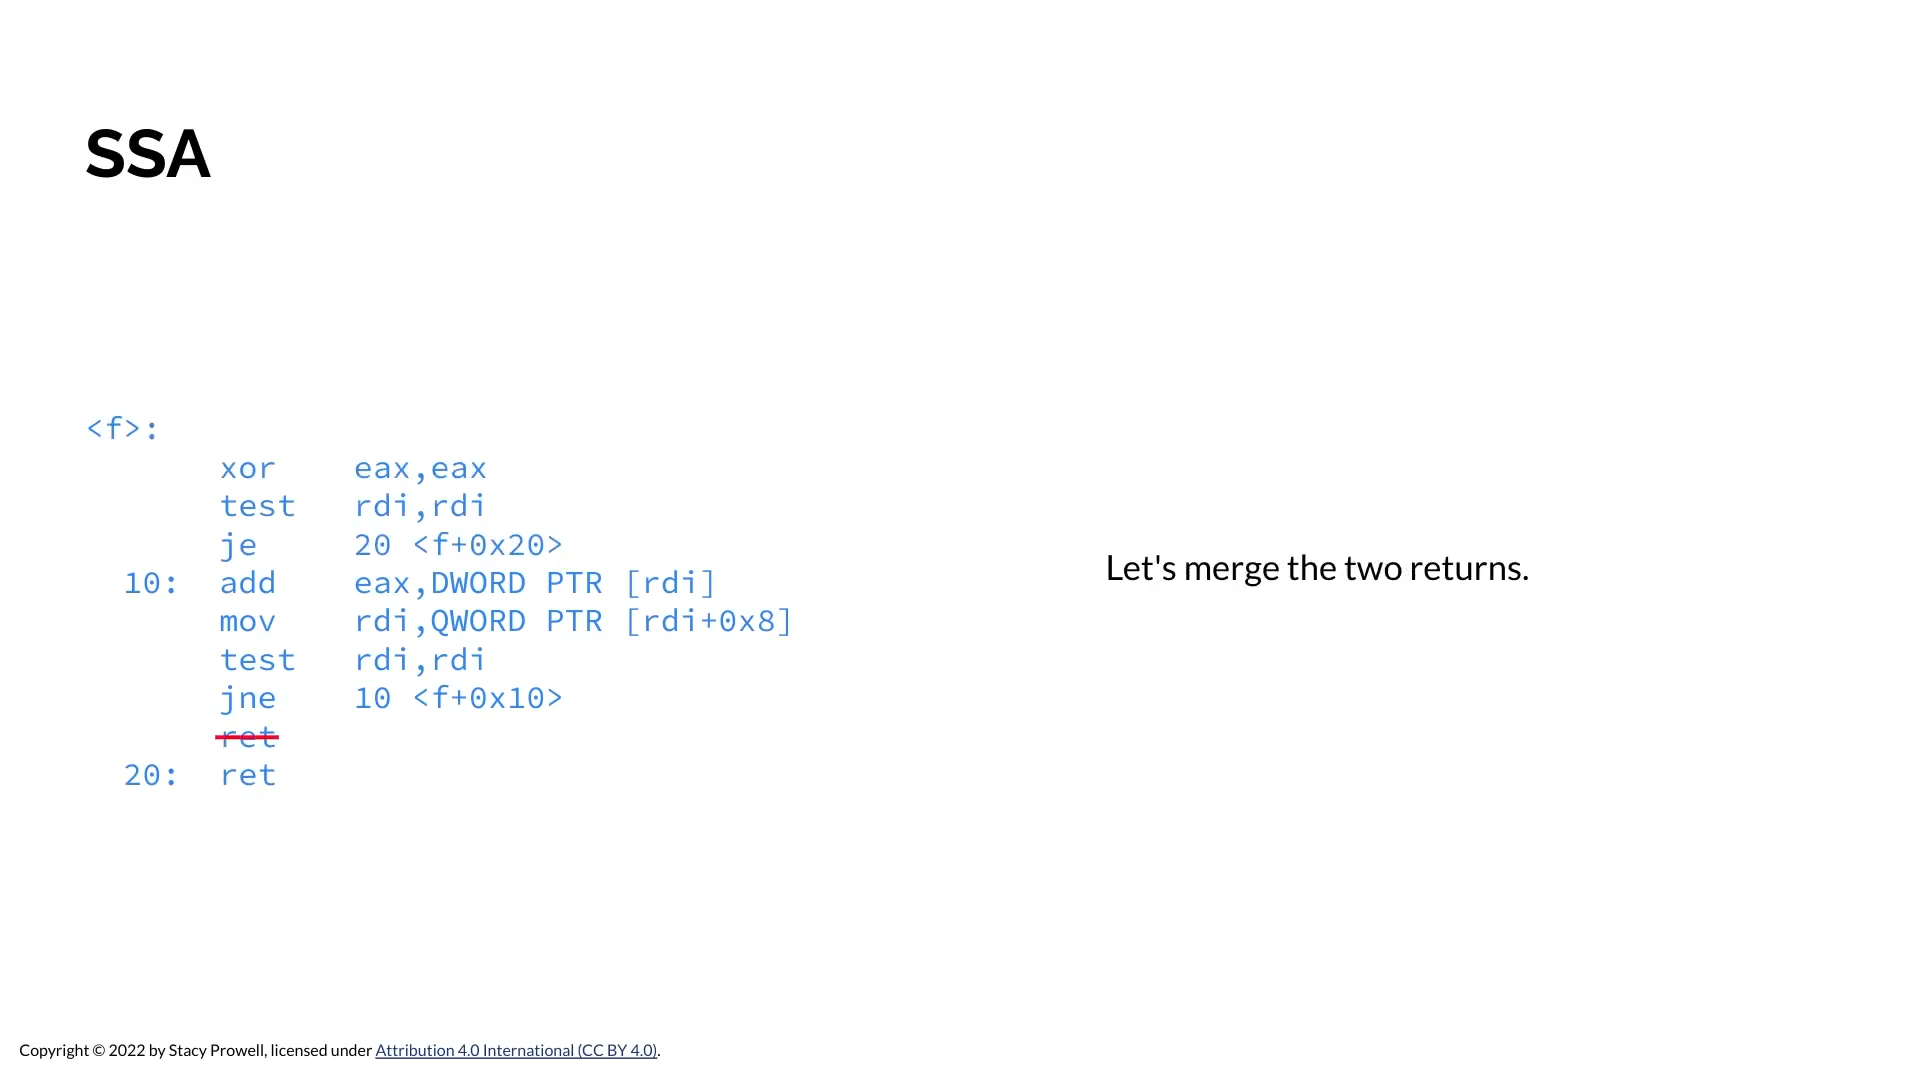 SSA
<f>:
xor eax,eax
test rdi,rdi
je 20 <f+0x20>
10: add eax,DWORD PTR [rdi]
mov rdi,QWORD PTR [rdi+0x8]
test rdi,rdi
jne 10 <f+0x10>
ret
20: ret
Let's merge the two returns.
Copyright © 2022 by Stacy Prowell, licensed under Attribution 4.0 International (CC BY 4.0).